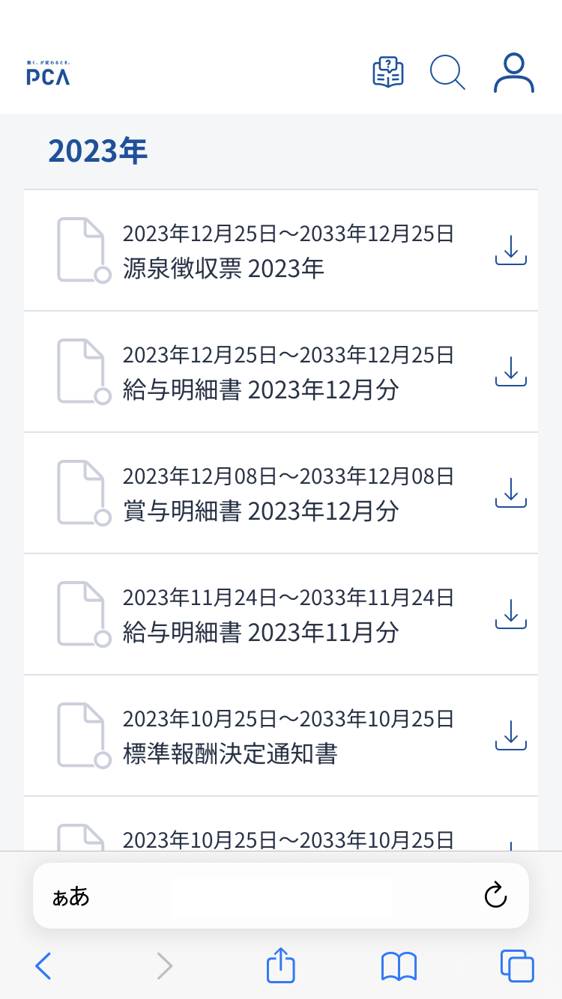 働く、が変わるとき。
PCA
2023年
2023年12月25日～2033年12月25日
源泉徴収票 2023年
2023年12月25日～2033年12月25日
給与明細書 2023年12月分
2023年12月08日～2033年12月08日
賞与明細書 2023年12月分
2023年11月24日～2033年11月24日
給与明細書 2023年11月分
2023年10月25日～2033年10月25日
標準報酬決定通知書
2023年10月25日～2033年10月25日
ぁあ